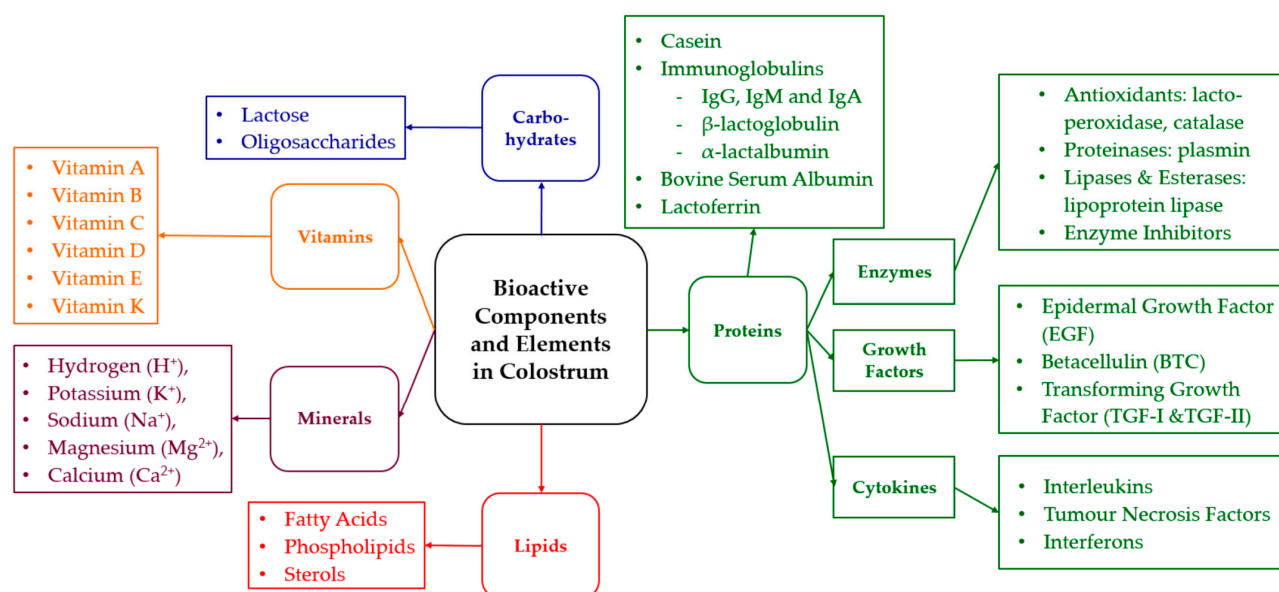 • Casein
• Immunoglobulins
- IgG, IgM and IgA
- β-lactoglobulin
- α-lactalbumin
• Bovine Serum Albumin
• Lactoferrin
• Antioxidants: lacto-
peroxidase, catalase
• Proteinases: plasmin
• Lipases & Esterases:
lipoprotein lipase
• Enzyme Inhibitors
• Lactose
• Oligosaccharides
Carbo-
hydrates
• Vitamin A
• Vitamin B
• Vitamin C
• Vitamin D
• Vitamin E
• Vitamin K
Vitamins
Bioactive
Components
and Elements
in Colostrum
Proteins
Enzymes
Growth
Factors
• Epidermal Growth Factor
(EGF)
• Betacellulin (BTC)
• Transforming Growth
Factor (TGF-I &TGF-II)
• Hydrogen (H⁺),
• Potassium (K⁺),
• Sodium (Na⁺),
• Magnesium (Mg²⁺),
• Calcium (Ca²⁺)
Minerals
Cytokines
• Interleukins
• Tumour Necrosis Factors
• Interferons
• Fatty Acids
• Phospholipids
• Sterols
Lipids